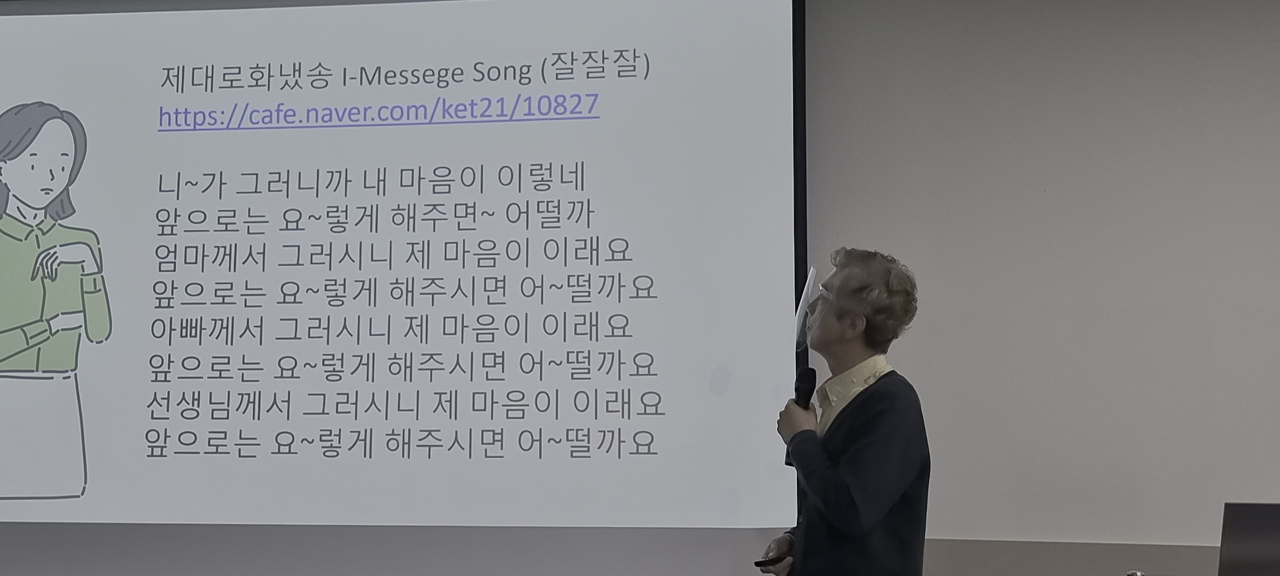 제대로화냈송 I-Messege Song (잘잘잘)
https://cafe.naver.com/ket21/10827
니~가 그러니까 내 마음이 이렇네
앞으로는 요~렇게 해주면~ 어떨까
엄마께서 그러시니 제 마음이 이래요
앞으로는 요~렇게 해주시면 어~떨까요
아빠께서 그러시니 제 마음이 이래요
앞으로는 요~렇게 해주시면 어~떨까요
선생님께서 그러시니 제 마음이 이래요
앞으로는 요~렇게 해주시면 어~떨까요